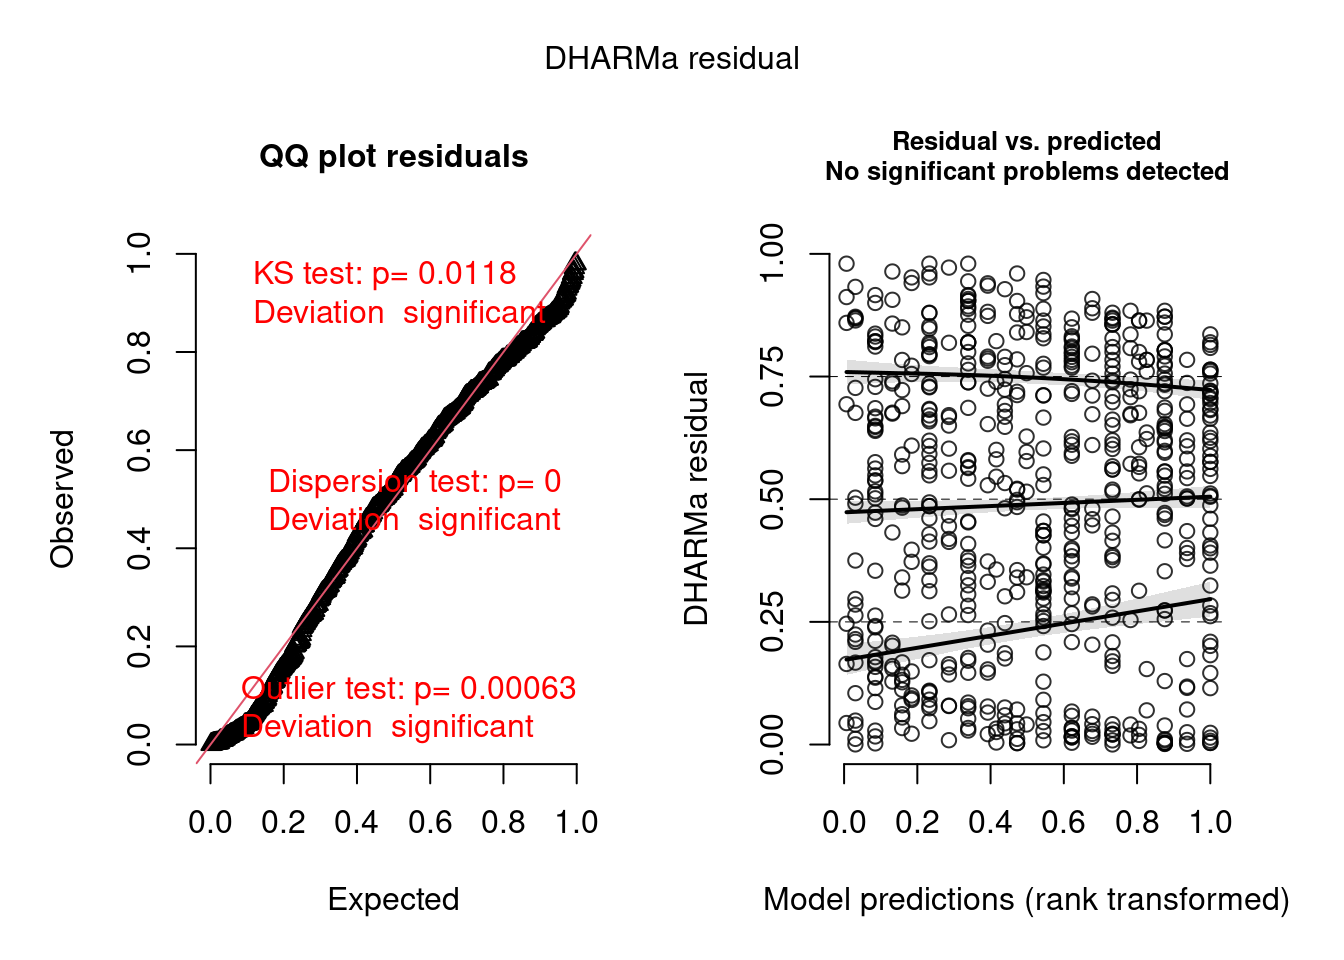 DHARMa residual
QQ plot residuals
KS test: p= 0.0118
Deviation  significant
Dispersion test: p= 0
Deviation  significant
Outlier test: p= 0.00063
Deviation  significant
Observed
0.0 0.2 0.4 0.6 0.8 1.0
0.0 0.2 0.4 0.6 0.8 1.0
Expected
Residual vs. predicted
No significant problems detected
DHARMa residual
0.00 0.25 0.50 0.75 1.00
0.0 0.2 0.4 0.6 0.8 1.0
Model predictions (rank transformed)